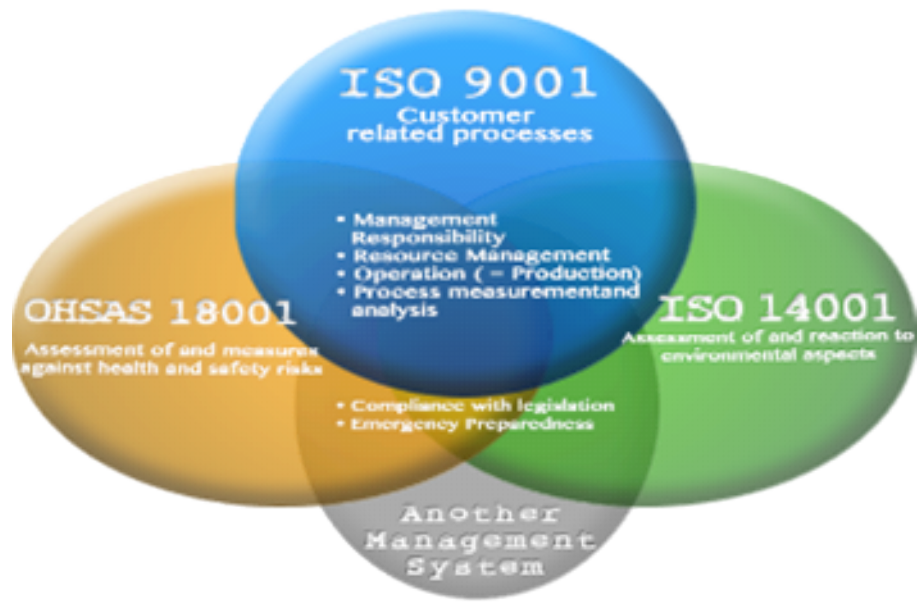 ISO 9001
Customer
related processes
• Management
Responsibility
• Resource Management
• Operation ( = Production)
• Process measurementand
analysis
OHSAS 18001
Assessment of and measures
against health and safety risks
ISO 14001
Assessment of and reaction to
environmental aspects
• Compliance with legislation
• Emergency Preparedness
Another
Management
System